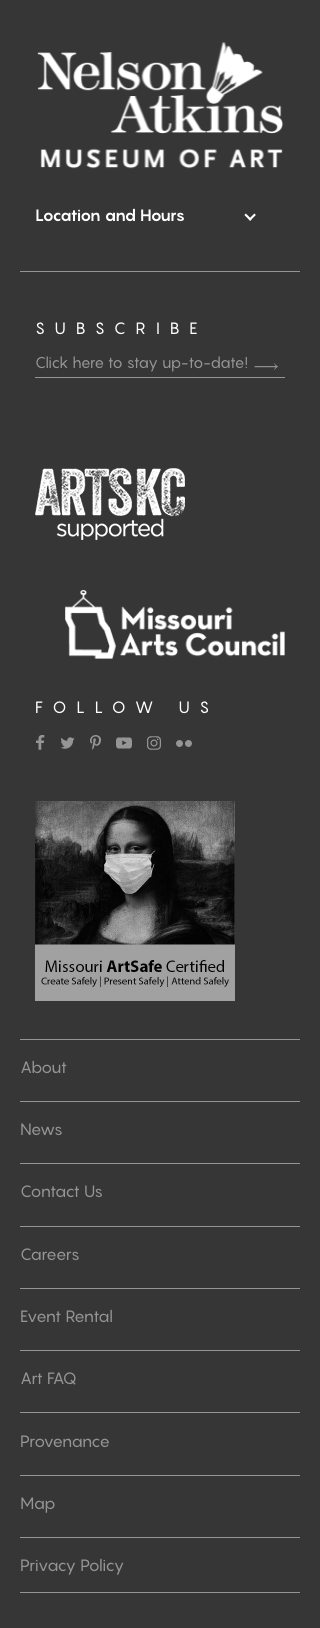 Nelson
Atkins
MUSEUM OF ART
Location and Hours
SUBSCRIBE
Click here to stay up-to-date!
ARTSKC
supported
Missouri
Arts Council
FOLLOW US
Missouri ArtSafe Certified
Create Safely | Present Safely | Attend Safely
About
News
Contact Us
Careers
Event Rental
Art FAQ
Provenance
Map
Privacy Policy